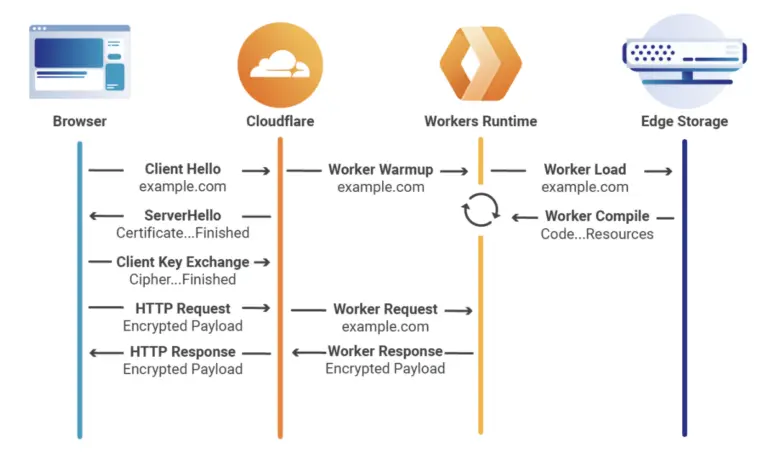 Browser
Cloudflare
Workers Runtime
Edge Storage
Client Hello
example.com
Worker Warmup
example.com
Worker Load
example.com
ServerHello
Certificate...Finished
Worker Compile
Code...Resources
Client Key Exchange
Cipher...Finished
HTTP Request
Encrypted Payload
Worker Request
example.com
HTTP Response
Encrypted Payload
Worker Response
Encrypted Payload